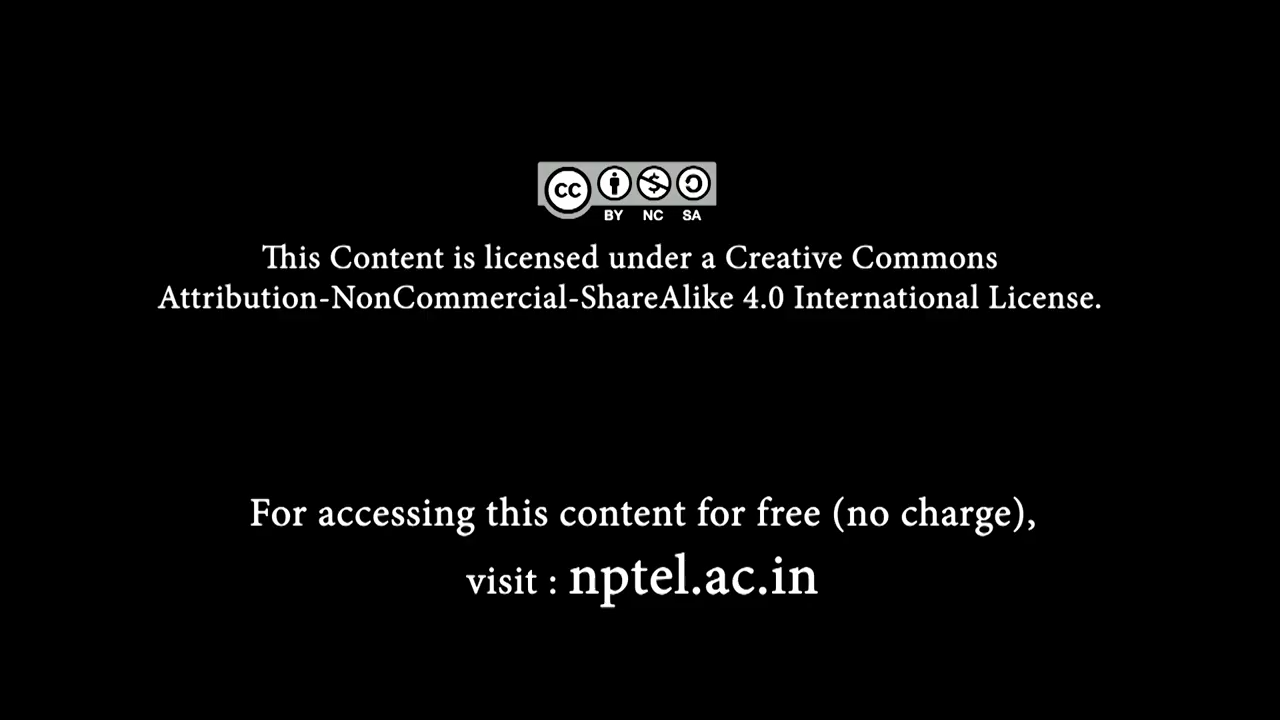 cc
BY NC SA
This Content is licensed under a Creative Commons
Attribution-NonCommercial-ShareAlike 4.0 International License.
For accessing this content for free (no charge),
visit : nptel.ac.in